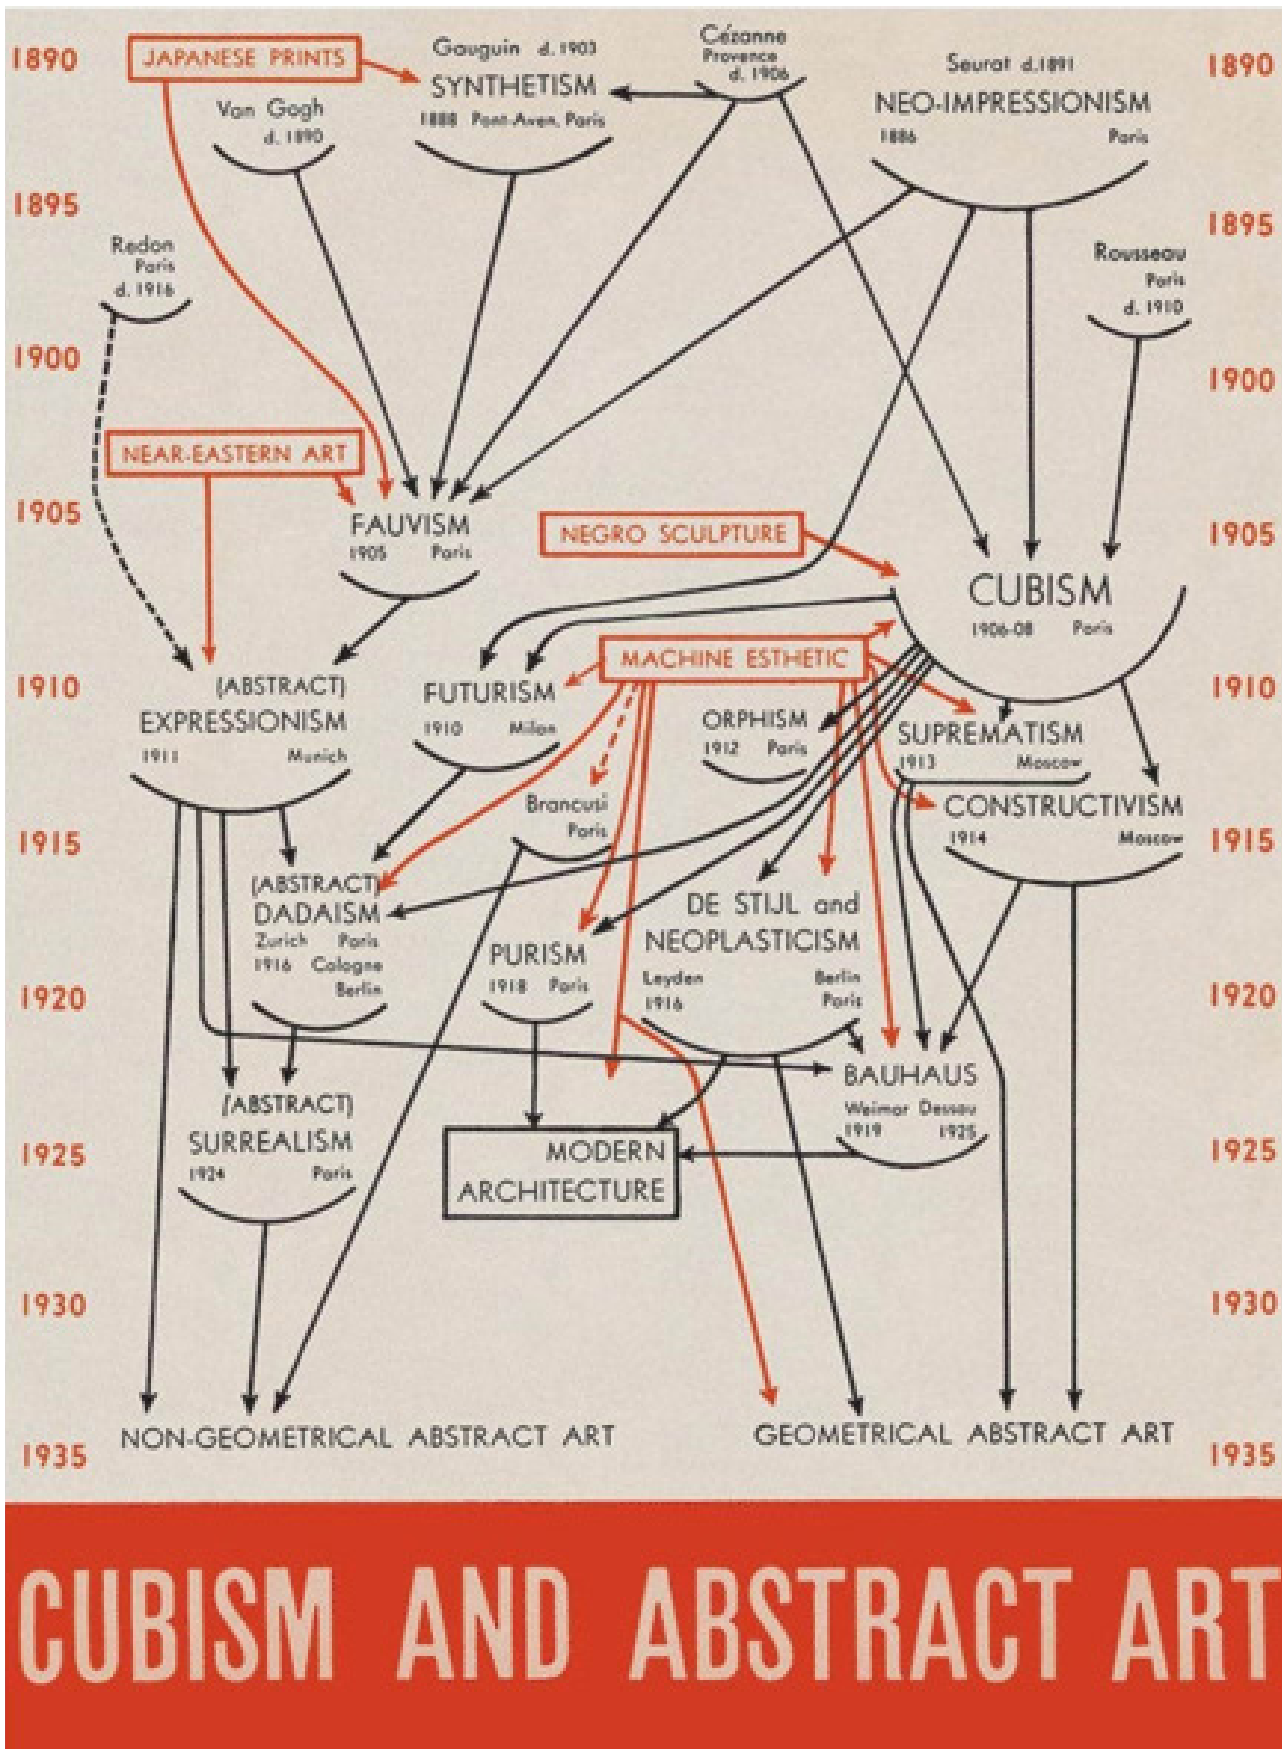 1890
JAPANESE PRINTS
Gauguin d. 1903
SYNTHETISM
1888 Pont-Aven, Paris
Cézanne
Provence
d. 1906
Seurat d.1891
NEO-IMPRESSIONISM
1886 Paris
1890
Van Gogh
d. 1890
1895
1895
Redon
Paris
d. 1916
Rousseau
Paris
d. 1910
1900
1900
NEAR-EASTERN ART
1905
FAUVISM
1905 Paris
NEGRO SCULPTURE
1905
CUBISM
1906-08 Paris
MACHINE ESTHETIC
1910
(ABSTRACT)
EXPRESSIONISM
1911 Munich
FUTURISM
1910 Milan
ORPHISM
1912 Paris
SUPREMATISM
1913 Moscow
1910
Brancusi
Paris
CONSTRUCTIVISM
1914 Moscow
1915
1915
(ABSTRACT)
DADAISM
Zurich Paris
1916 Cologne
Berlin
PURISM
1918 Paris
DE STIJL and
NEOPLASTICISM
Leyden Berlin
1916 Paris
1920
1920
BAUHAUS
Weimar Dessau
1919 1925
(ABSTRACT)
SURREALISM
1924 Paris
MODERN
ARCHITECTURE
1925
1925
1930
1930
NON-GEOMETRICAL ABSTRACT ART
GEOMETRICAL ABSTRACT ART
1935
1935
CUBISM AND ABSTRACT ART